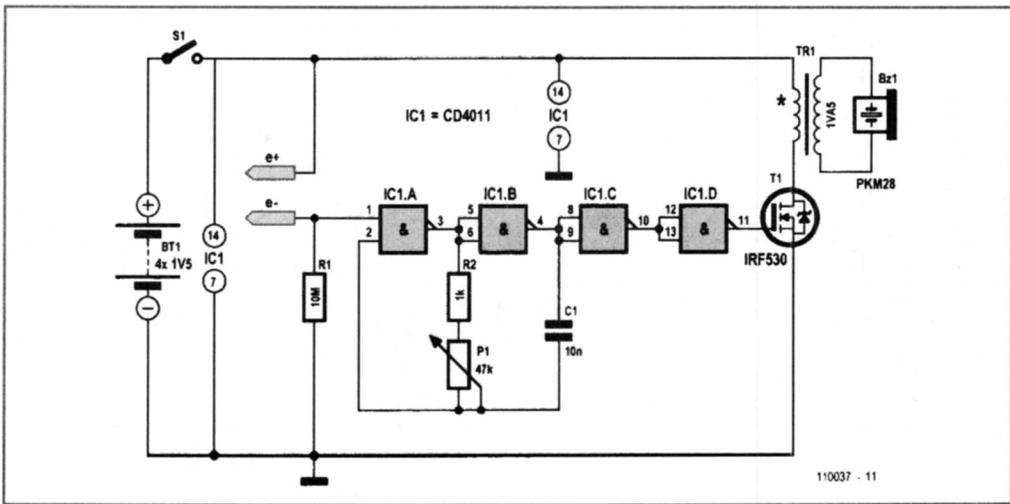 S1
TR1
*
1VA5
Bz1
PKM28
14
IC1
7
IC1 = CD4011
e+
e-
T1
IRF530
IC1.A
IC1.B
IC1.C
IC1.D
1
2
&
3
5
6
&
4
8
9
&
10
12
13
&
11
+
BT1
4x 1V5
−
14
IC1
7
R1
10M
R2
1k
P1
47k
C1
10n
110037 - 11